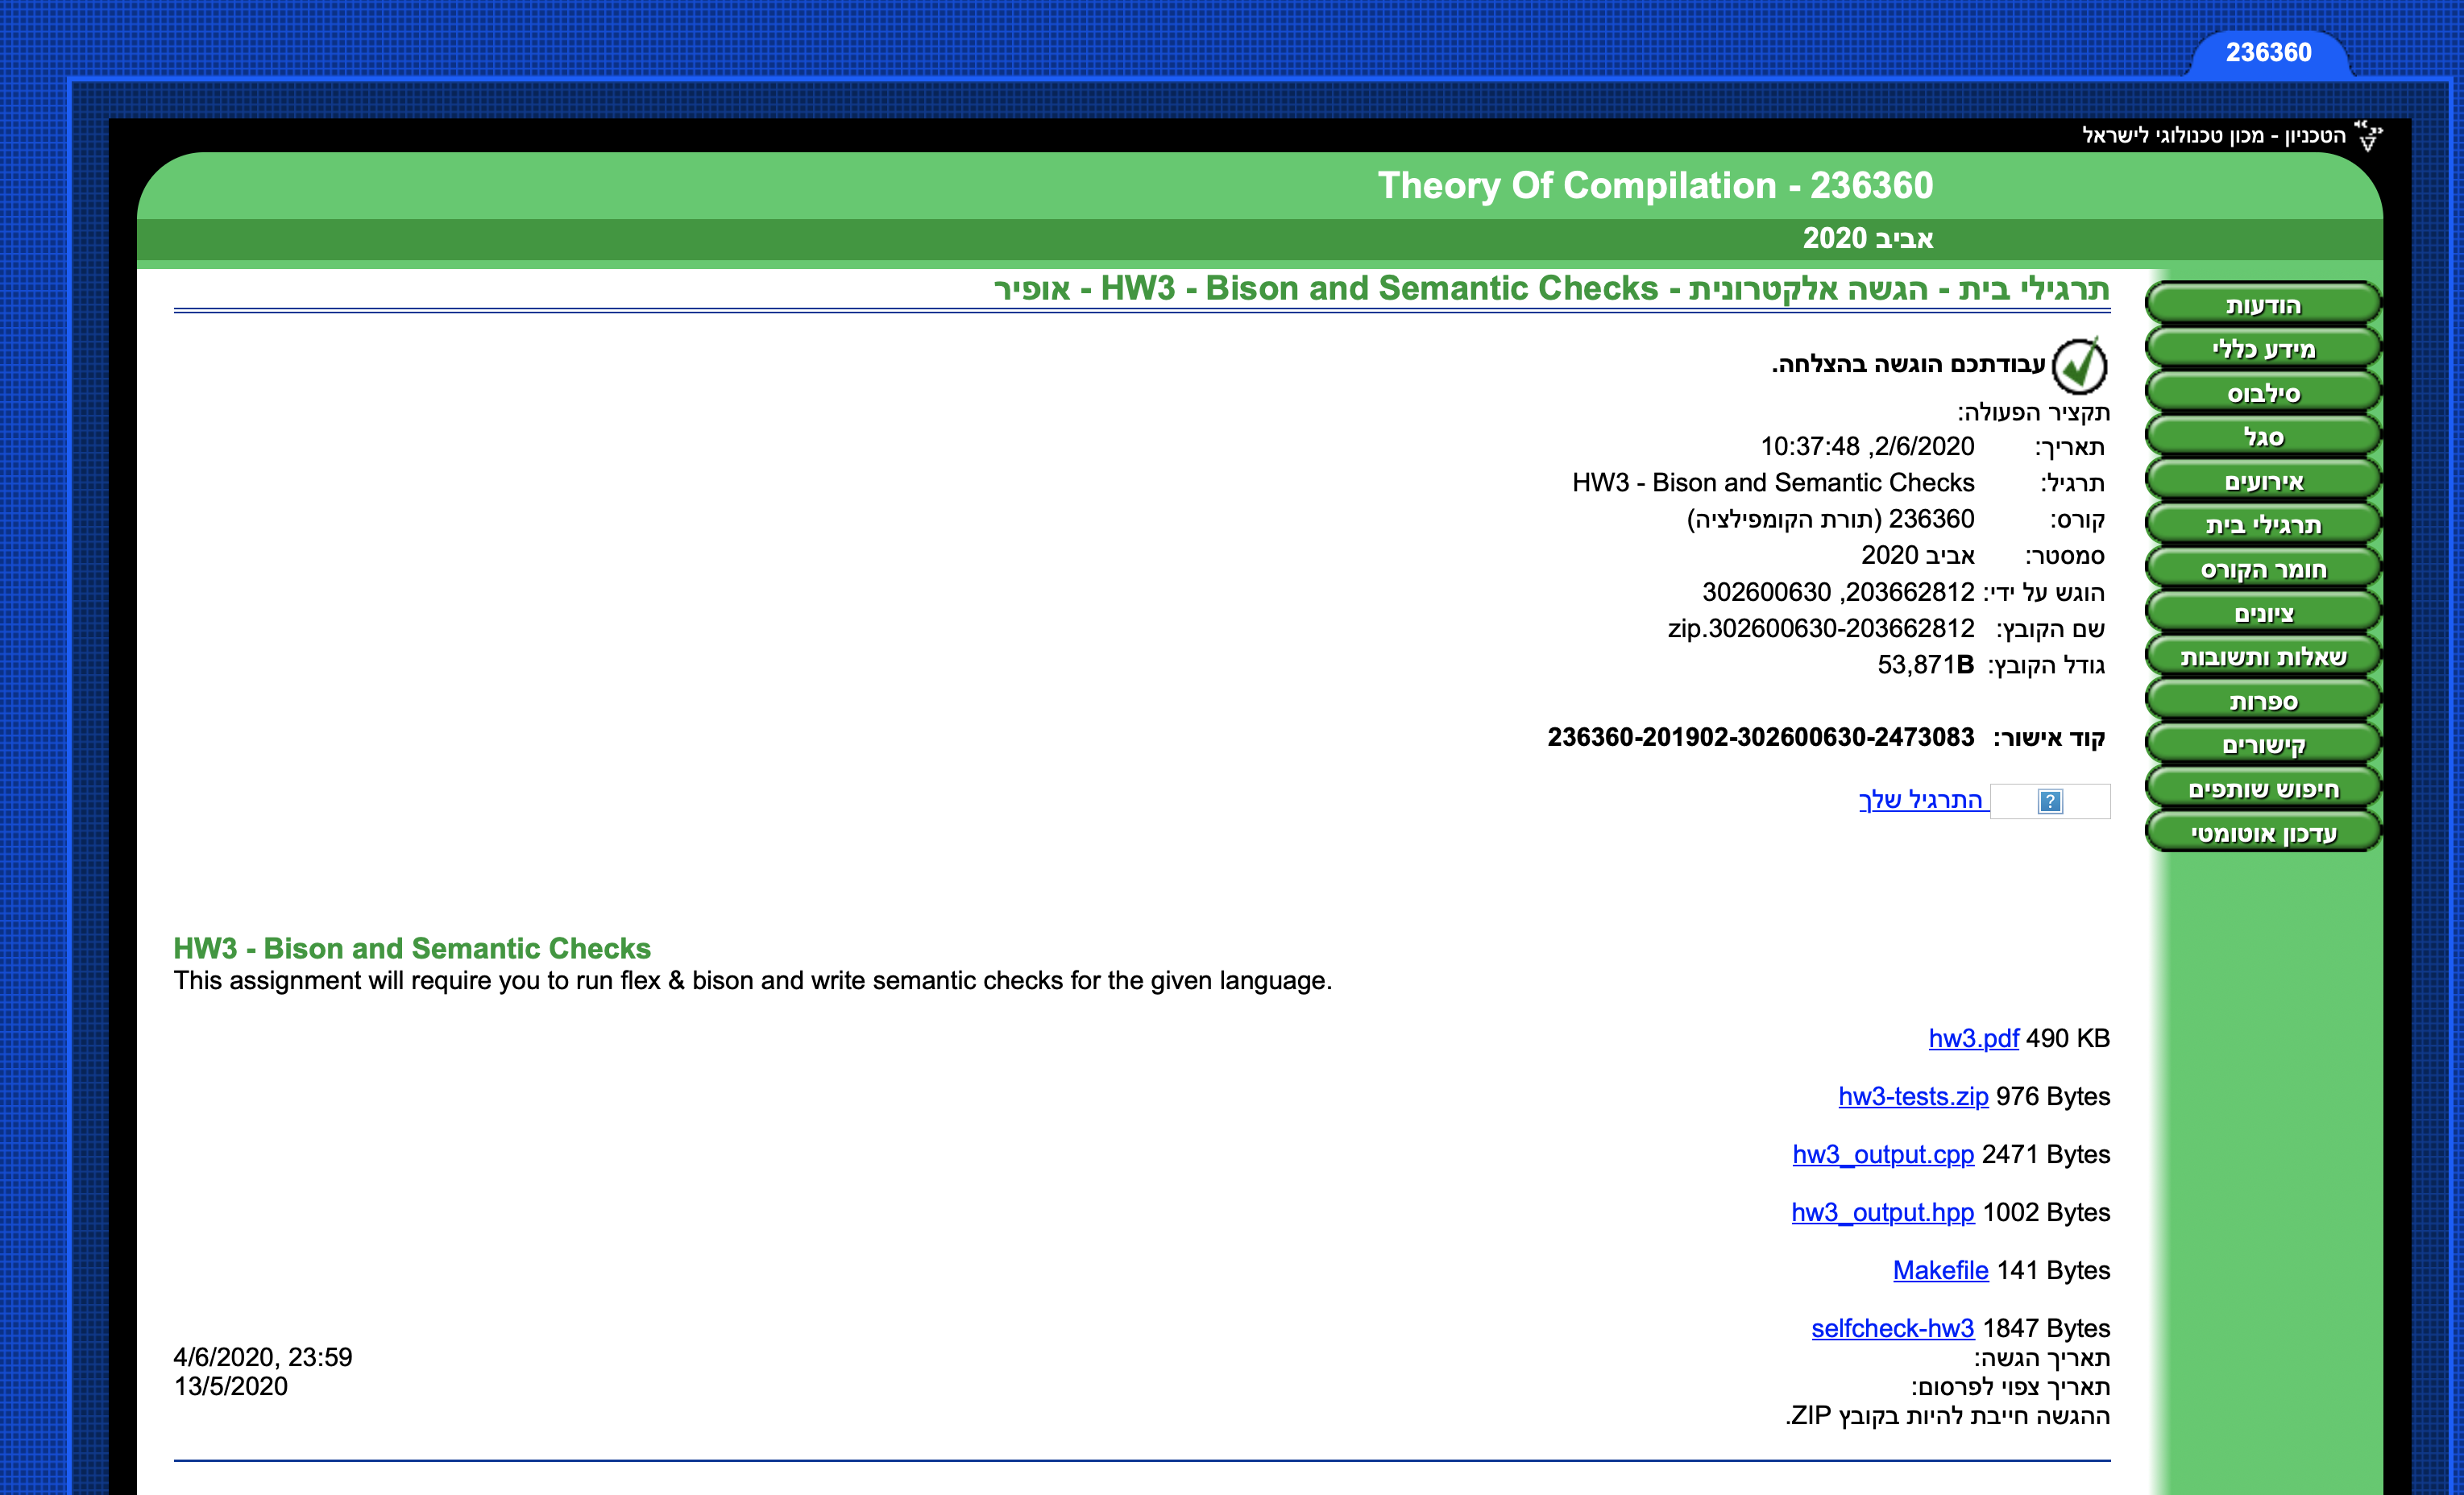 236360
הטכניון - מכון טכנולוגי לישראל
Theory Of Compilation - 236360
אביב 2020
תרגילי בית - הגשה אלקטרונית - HW3 - Bison and Semantic Checks - אופיר
הודעות
מידע כללי
סילבוס
סגל
אירועים
תרגילי בית
חומר הקורס
ציונים
שאלות ותשובות
ספרות
קישורים
חיפוש שותפים
עדכון אוטומטי
עבודתכם הוגשה בהצלחה.
תקציר הפעולה:
תאריך: 2/6/2020, 10:37:48
תרגיל: HW3 - Bison and Semantic Checks
קורס: 236360 (תורת הקומפילציה)
סמסטר: אביב 2020
הוגש על ידי: 203662812, 302600630
שם הקובץ: 203662812-302600630.zip
גודל הקובץ: 53,871B
קוד אישור: 236360-201902-302600630-2473083
התרגיל שלך
HW3 - Bison and Semantic Checks
This assignment will require you to run flex & bison and write semantic checks for the given language.
hw3.pdf 490 KB
hw3-tests.zip 976 Bytes
hw3_output.cpp 2471 Bytes
hw3_output.hpp 1002 Bytes
Makefile 141 Bytes
selfcheck-hw3 1847 Bytes
תאריך הגשה: 4/6/2020, 23:59
תאריך צפוי לפרסום: 13/5/2020
ההגשה חייבת להיות בקובץ ZIP.